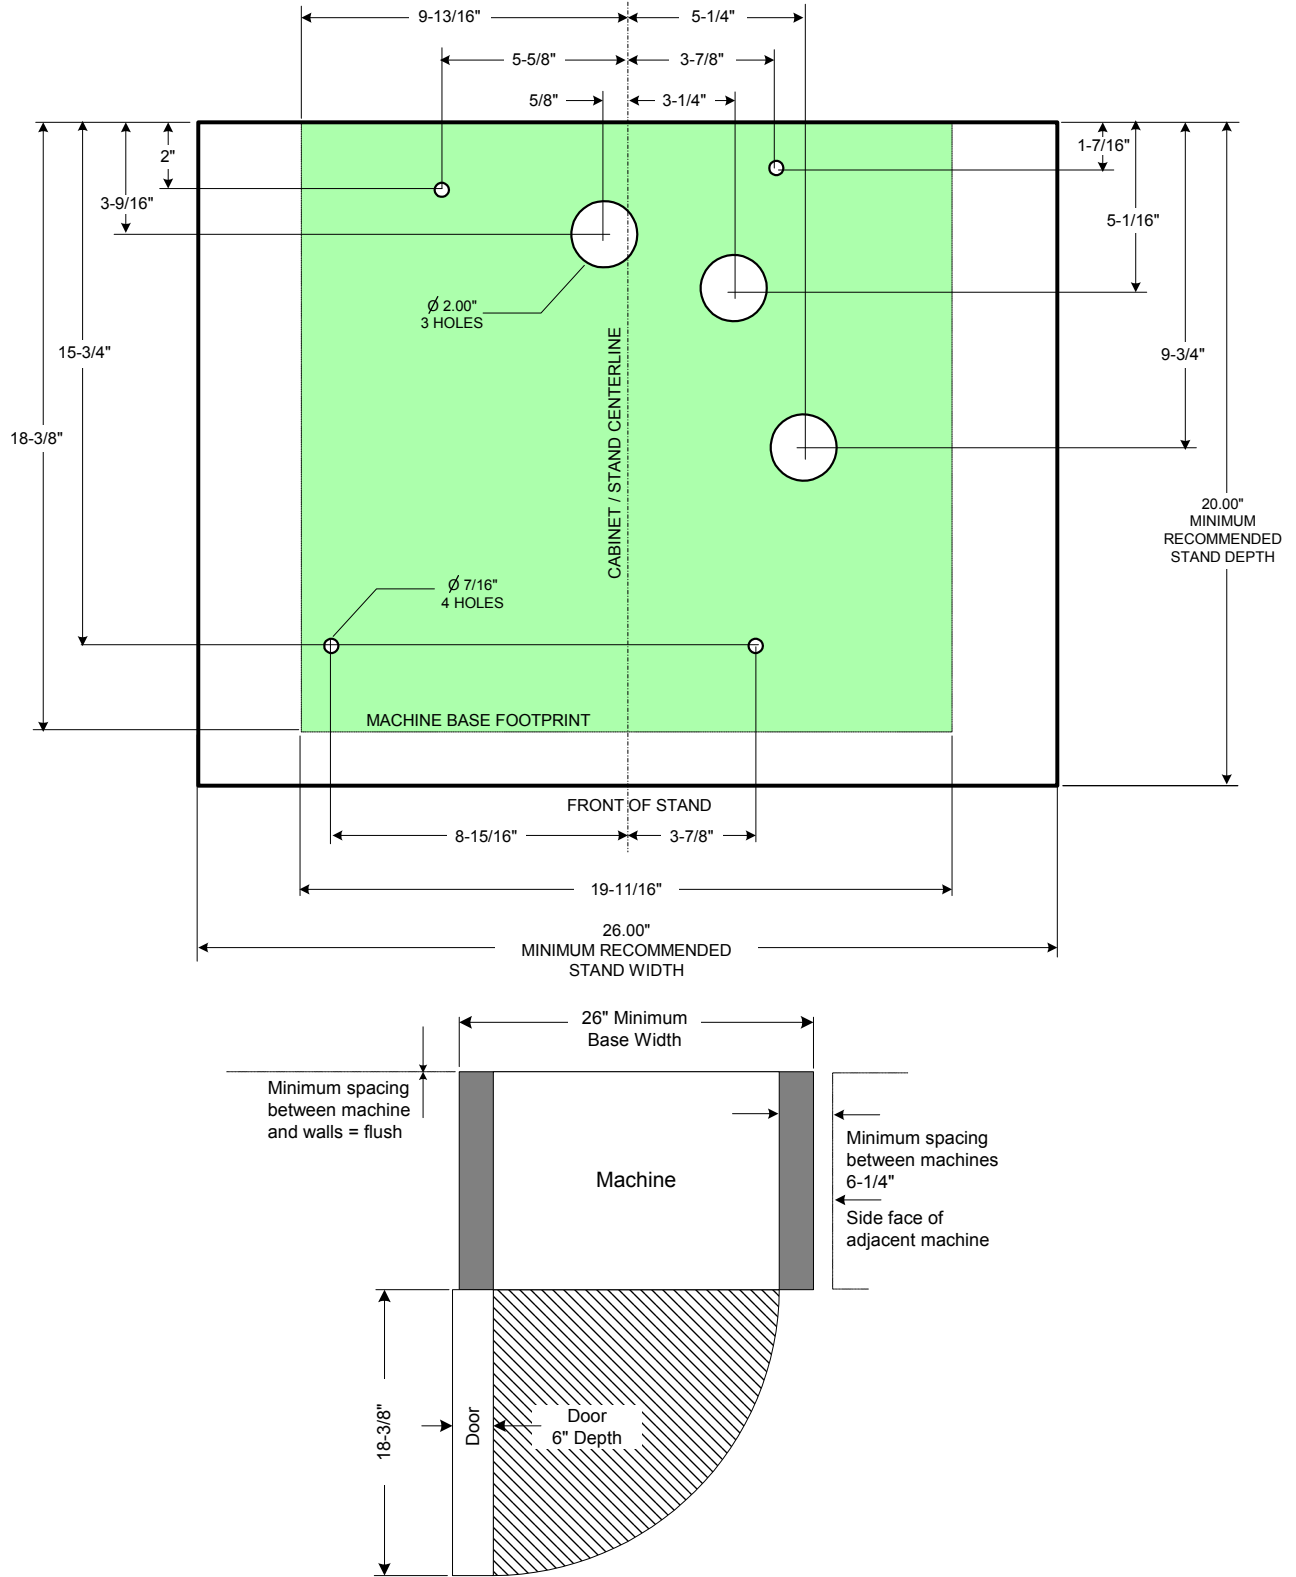 9-13/16"
5-1/4"
5-5/8"
3-7/8"
5/8"
3-1/4"
2"
1-7/16"
3-9/16"
5-1/16"
Ø 2.00"
3 HOLES
15-3/4"
9-3/4"
18-3/8"
CABINET / STAND CENTERLINE
20.00"
MINIMUM
RECOMMENDED
STAND DEPTH
Ø 7/16"
4 HOLES
MACHINE BASE FOOTPRINT
FRONT OF STAND
8-15/16"
3-7/8"
19-11/16"
26.00"
MINIMUM RECOMMENDED
STAND WIDTH
26" Minimum
Base Width
Minimum spacing
between machine
and walls = flush
Machine
Minimum spacing
between machines
6-1/4"
Side face of
adjacent machine
18-3/8"
Door
Door
6" Depth